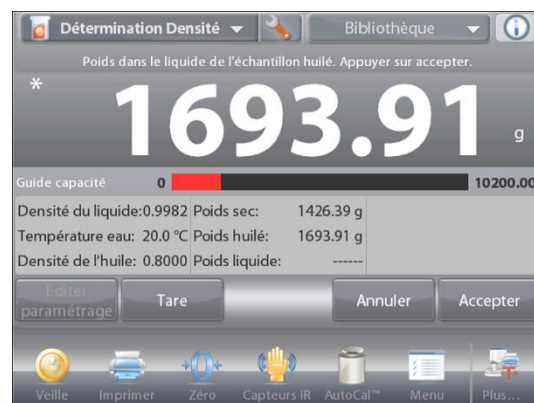 Détermination Densité
Bibliothèque
Poids dans le liquide de l'échantillon huilé. Appuyer sur accepter.
* 1693.91 g
Guide capacité 0 10200.00
Densité du liquide:0.9982 Poids sec: 1426.39 g
Température eau: 20.0 °C Poids huilé: 1693.91 g
Densité de l'huile: 0.8000 Poids liquide: ------
Editer
paramétrage
Tare
Annuler
Accepter
Veille
Imprimer
Zéro
Capteurs IR
AutoCal™
Menu
Plus...